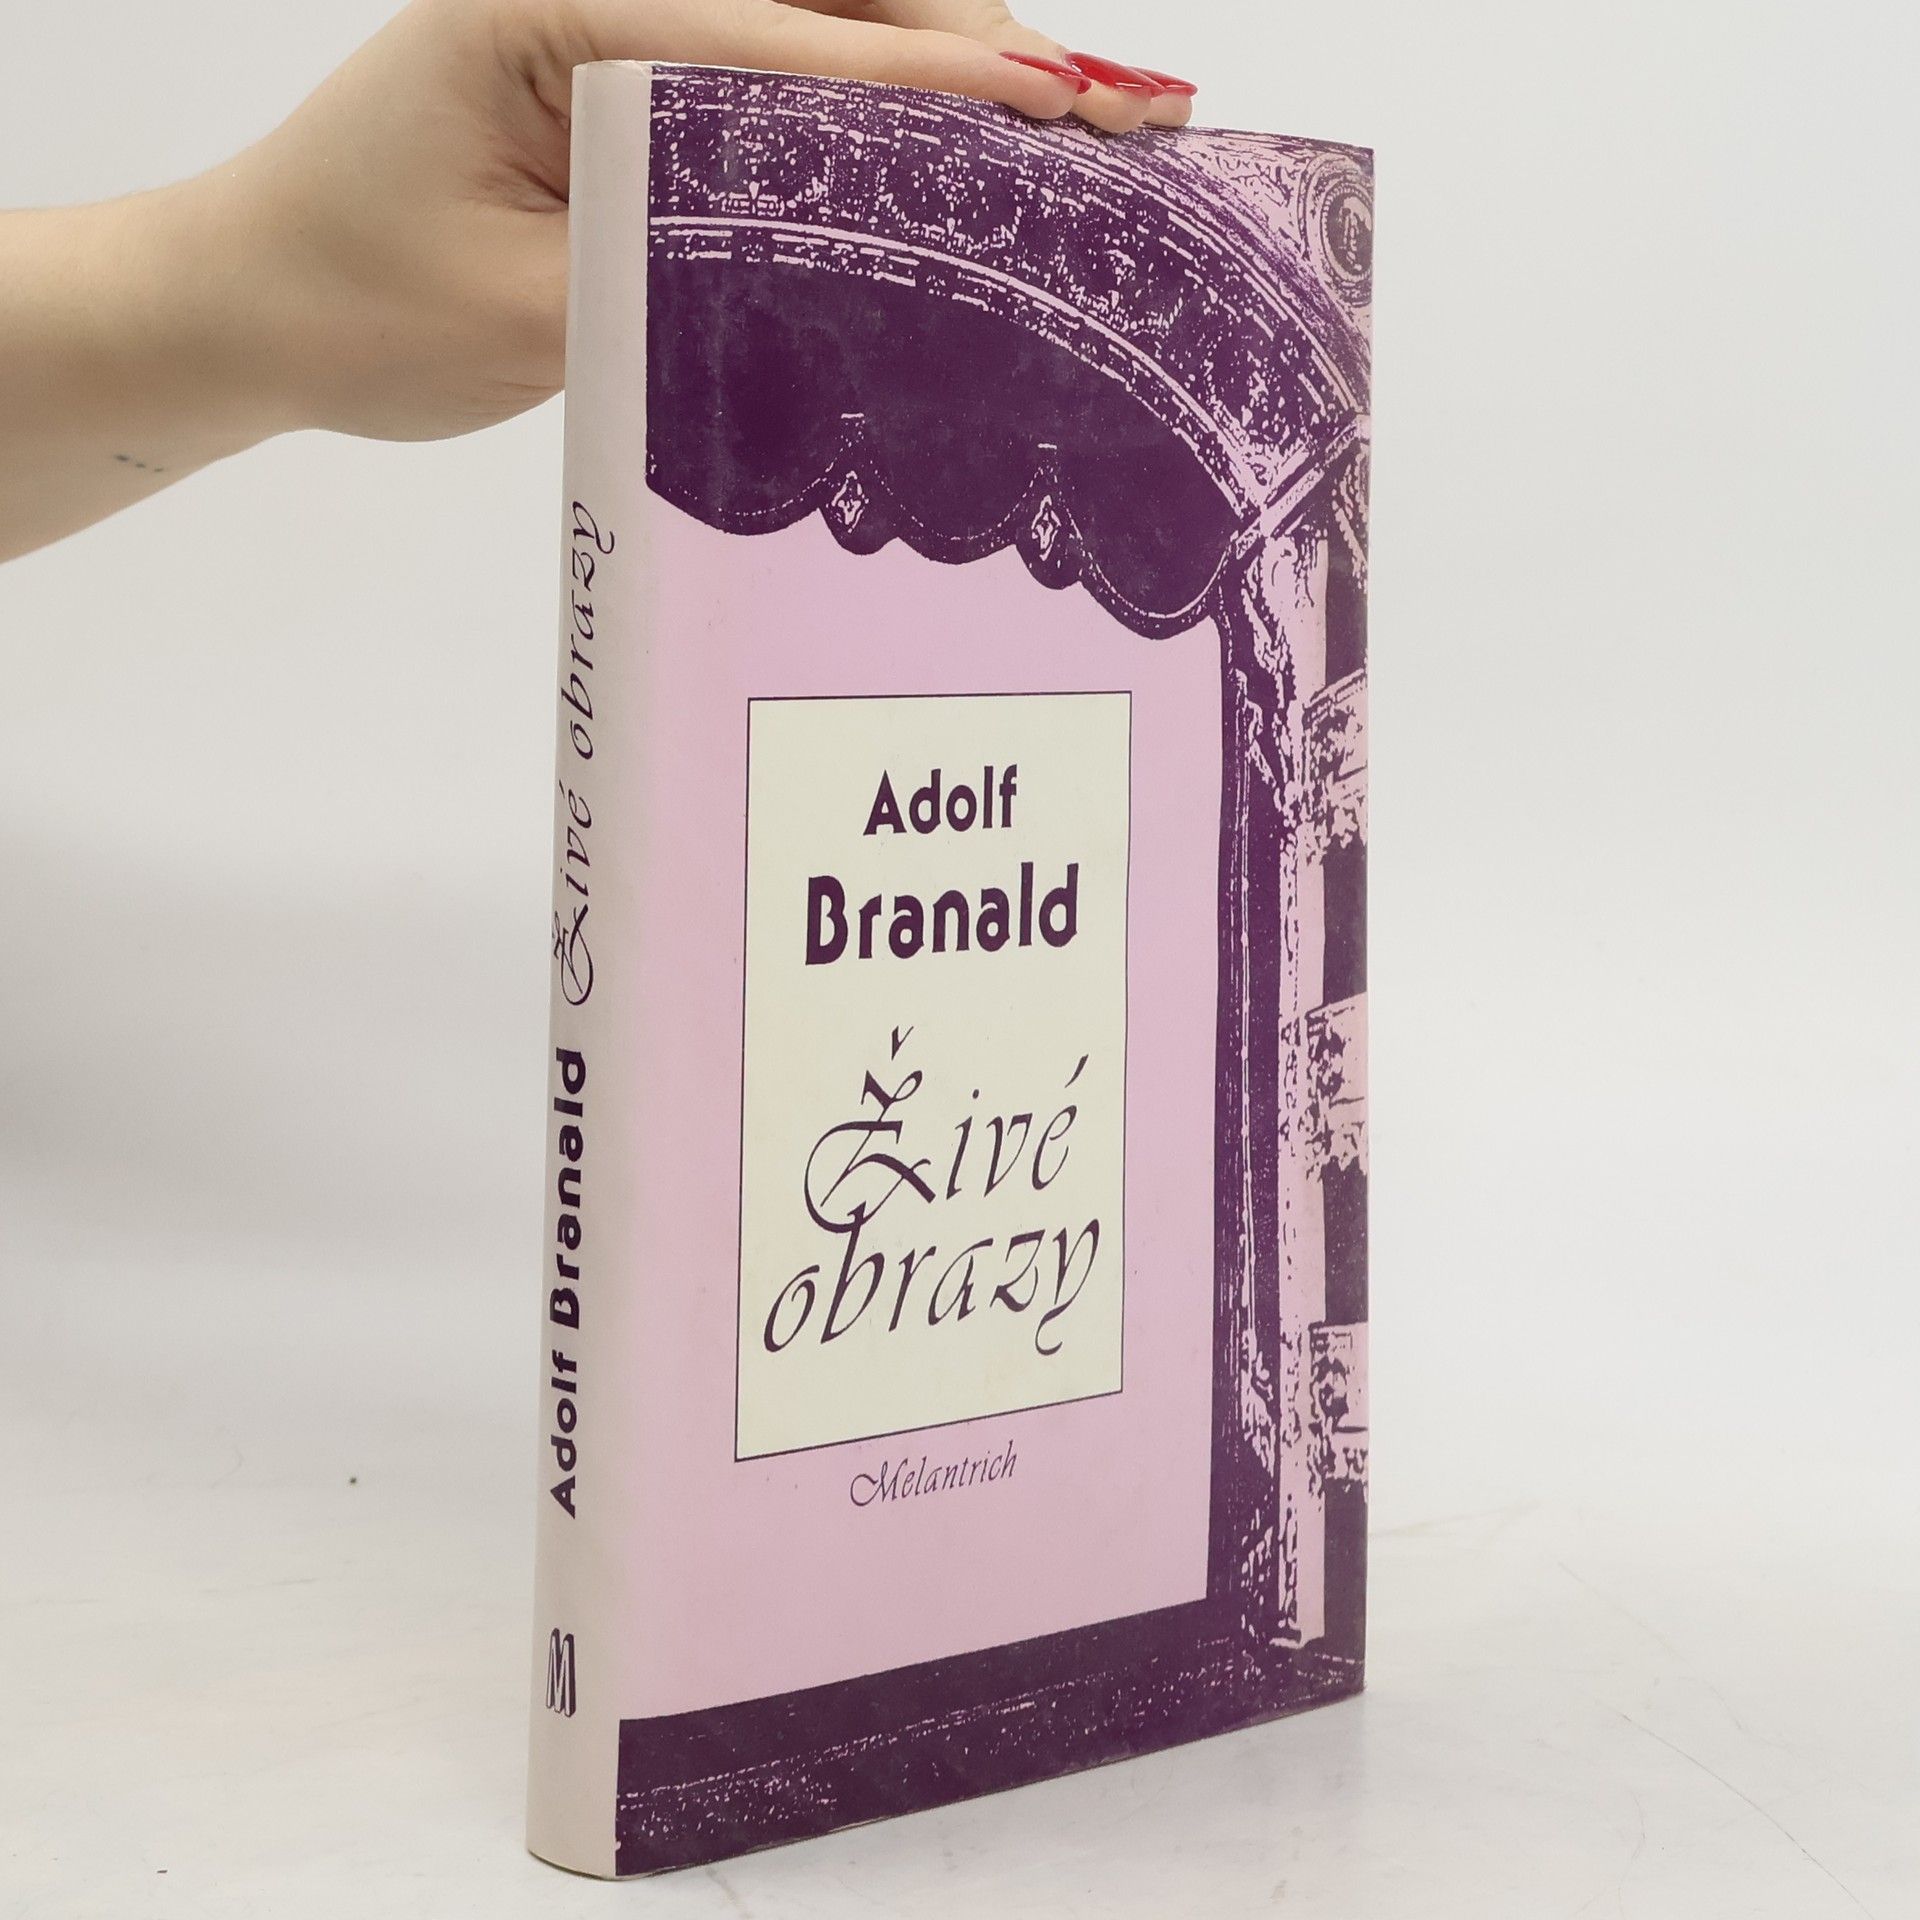 Adolf
Branald
Živé
obrazy
Melantrich
Adolf Branald Živé obrazy
M